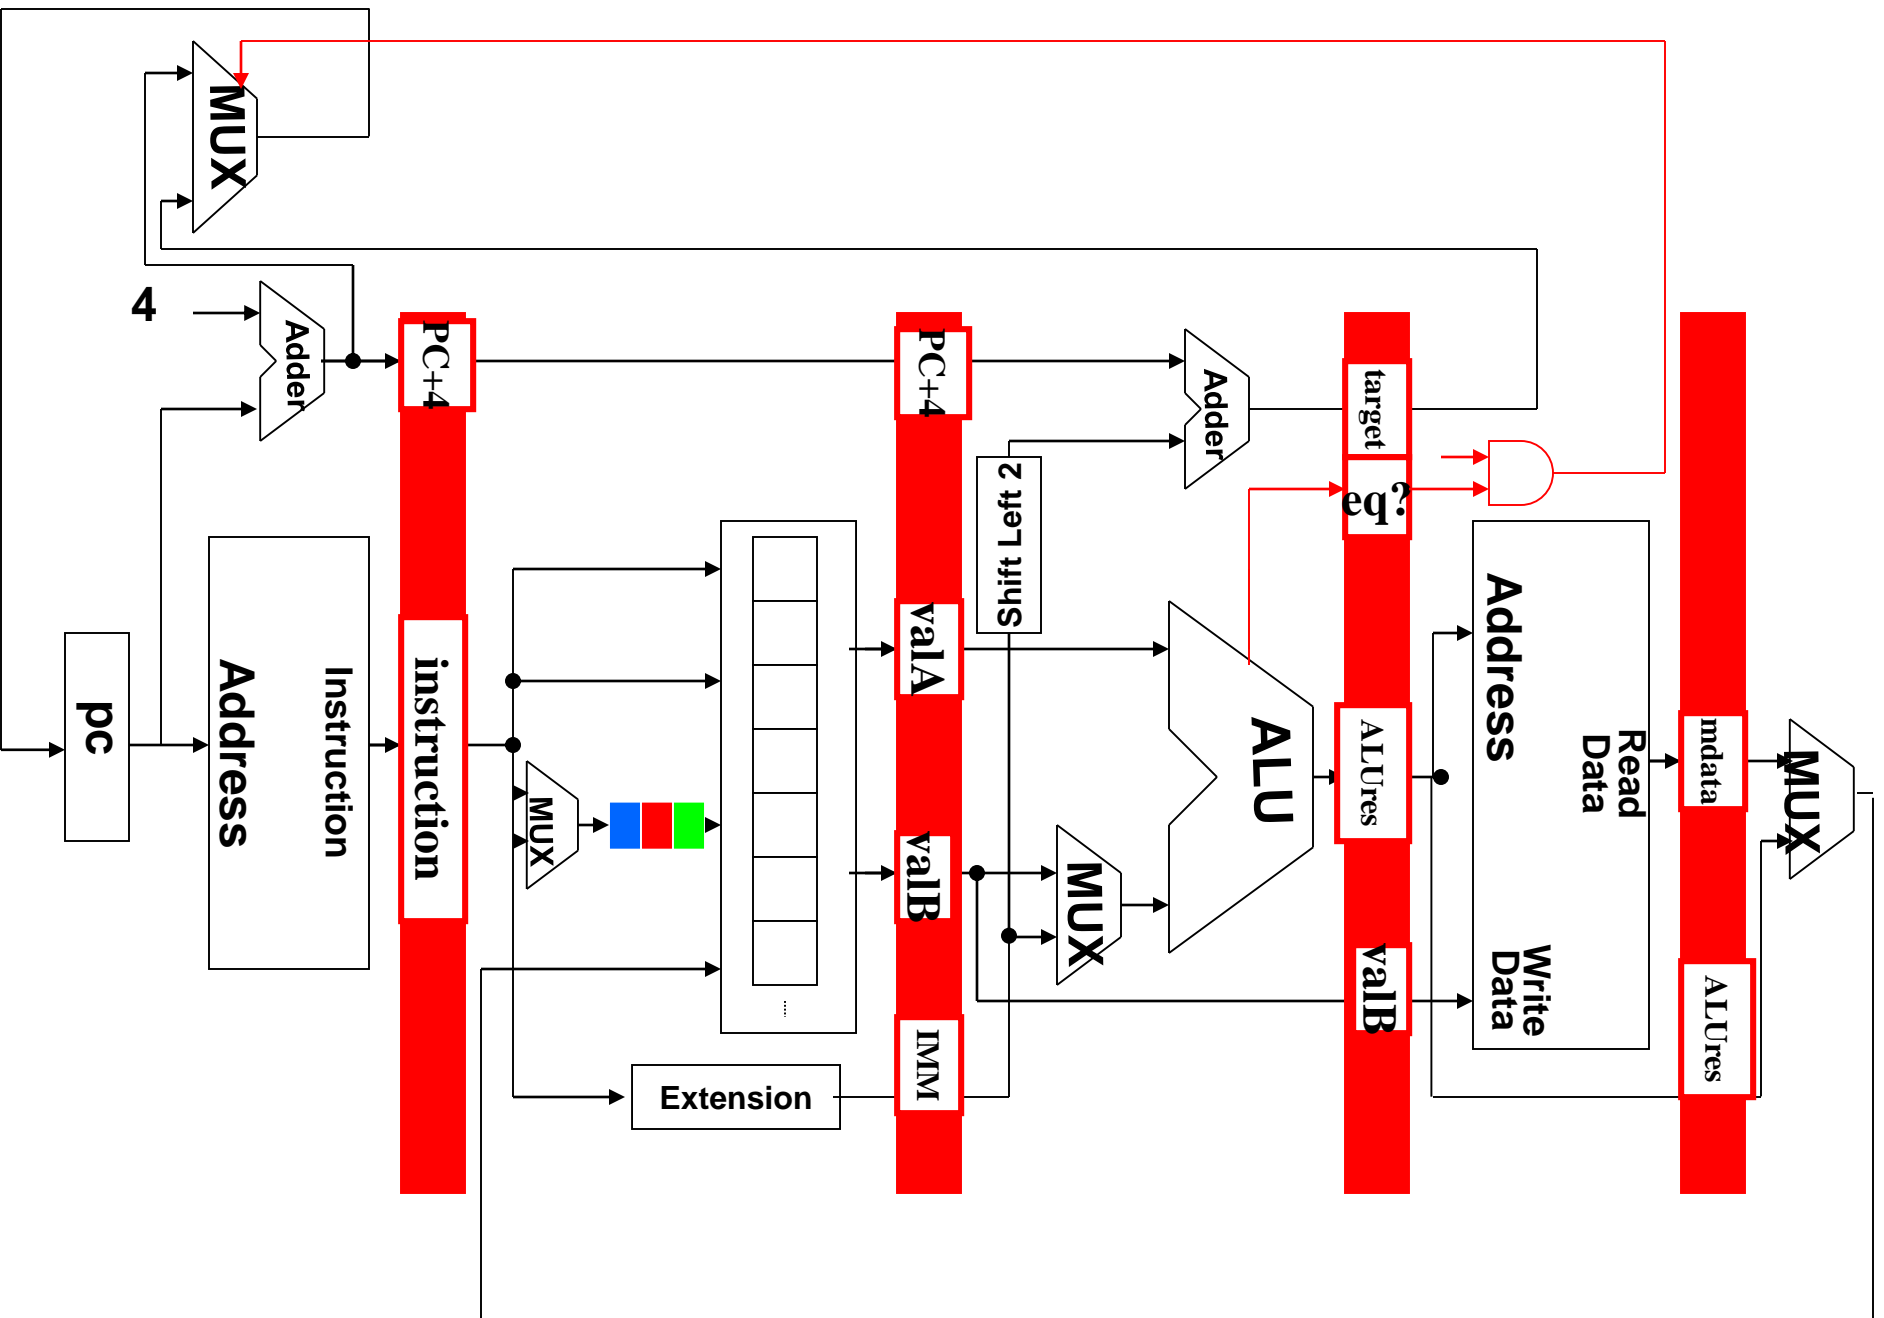 MUX
4
Adder
PC+4
PC+4
Adder
target
eq?
Shift Left 2
pc
Address
Instruction
instruction
MUX
valA
valB
IMM
Extension
MUX
ALU
ALUres
valB
Address
Read
Data
Write
Data
mdata
ALUres
MUX